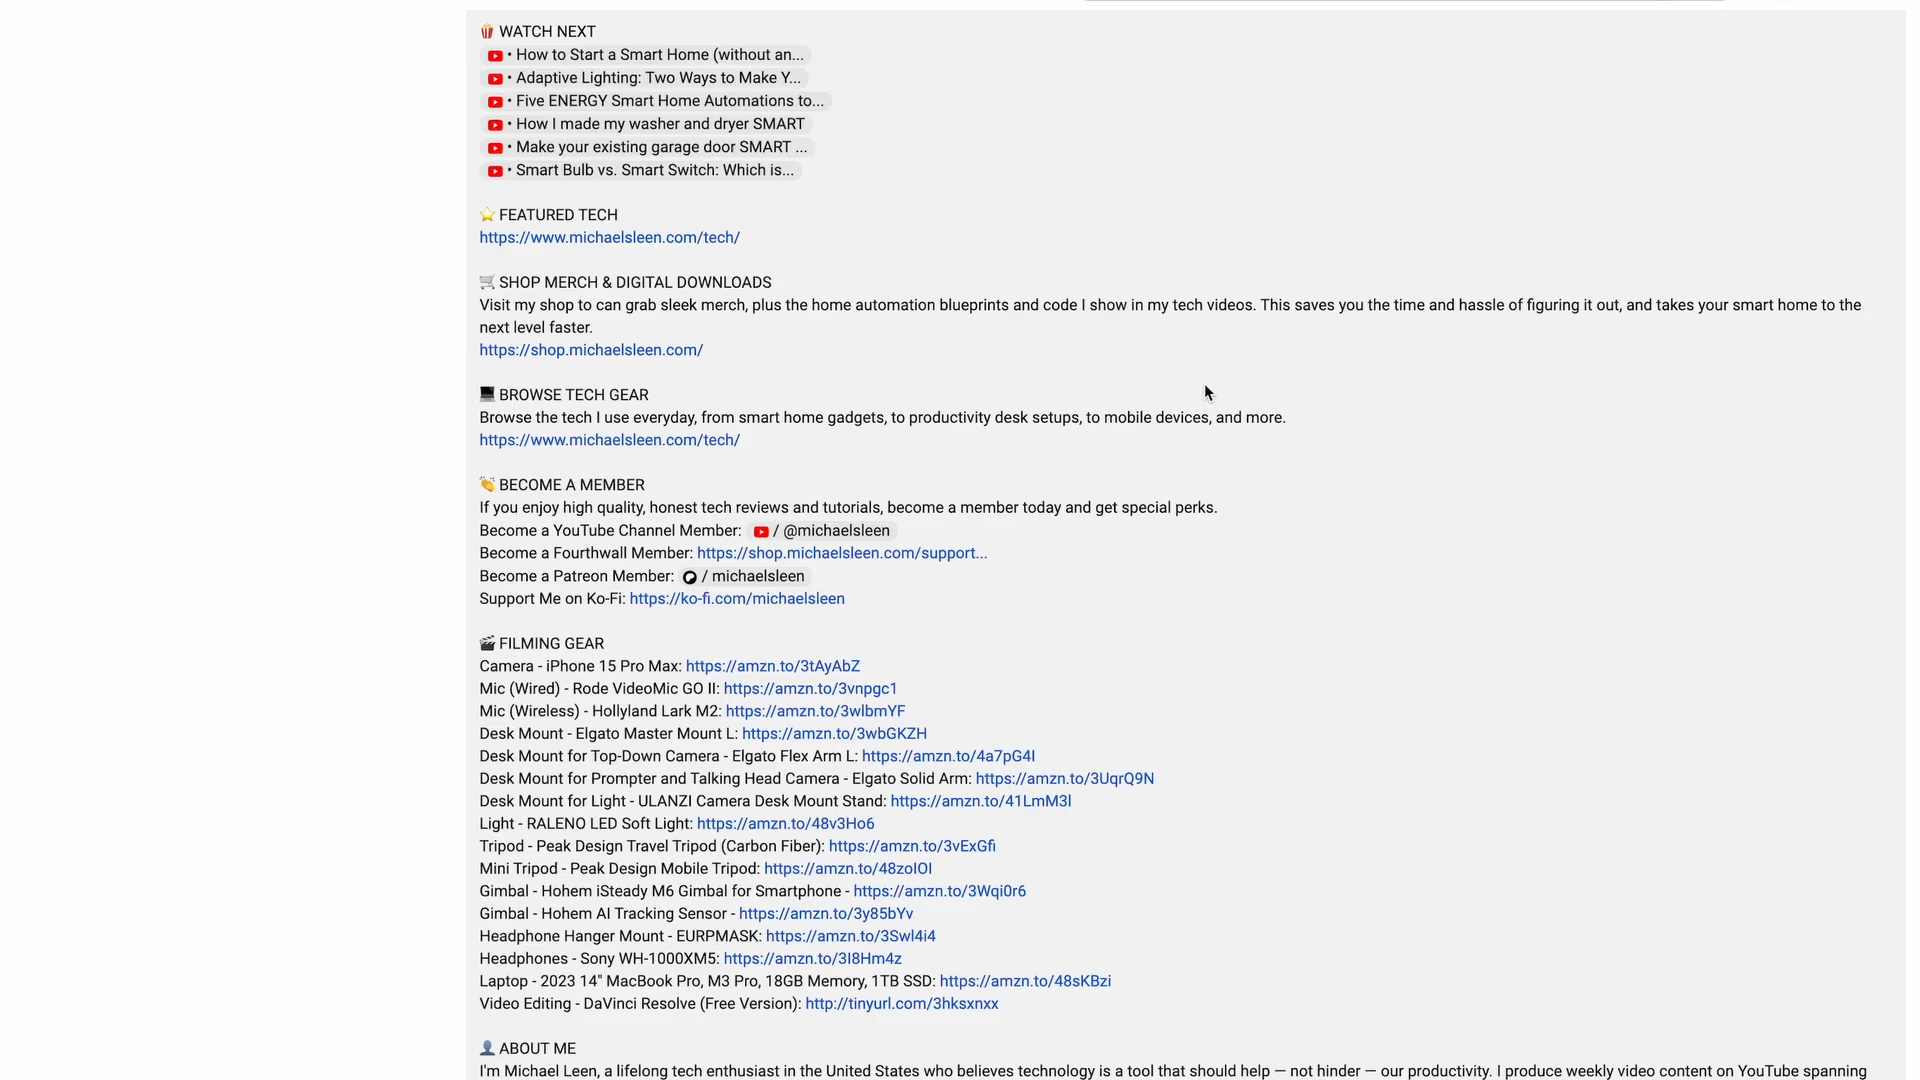 🍿 WATCH NEXT
• How to Start a Smart Home (without an...
• Adaptive Lighting: Two Ways to Make Y...
• Five ENERGY Smart Home Automations to...
• How I made my washer and dryer SMART
• Make your existing garage door SMART ...
• Smart Bulb vs. Smart Switch: Which is...
⭐ FEATURED TECH
https://www.michaelsleen.com/tech/
🛒 SHOP MERCH & DIGITAL DOWNLOADS
Visit my shop to can grab sleek merch, plus the home automation blueprints and code I show in my tech videos. This saves you the time and hassle of figuring it out, and takes your smart home to the
next level faster.
https://shop.michaelsleen.com/
💻 BROWSE TECH GEAR
Browse the tech I use everyday, from smart home gadgets, to productivity desk setups, to mobile devices, and more.
https://www.michaelsleen.com/tech/
👏 BECOME A MEMBER
If you enjoy high quality, honest tech reviews and tutorials, become a member today and get special perks.
Become a YouTube Channel Member: / @michaelsleen
Become a Fourthwall Member: https://shop.michaelsleen.com/support...
Become a Patreon Member: / michaelsleen
Support Me on Ko-Fi: https://ko-fi.com/michaelsleen
🎬 FILMING GEAR
Camera - iPhone 15 Pro Max: https://amzn.to/3tAyAbZ
Mic (Wired) - Rode VideoMic GO II: https://amzn.to/3vnpgc1
Mic (Wireless) - Hollyland Lark M2: https://amzn.to/3wlbmYF
Desk Mount - Elgato Master Mount L: https://amzn.to/3wbGKZH
Desk Mount for Top-Down Camera - Elgato Flex Arm L: https://amzn.to/4a7pG4I
Desk Mount for Prompter and Talking Head Camera - Elgato Solid Arm: https://amzn.to/3UqrQ9N
Desk Mount for Light - ULANZI Camera Desk Mount Stand: https://amzn.to/41LmM3l
Light - RALENO LED Soft Light: https://amzn.to/48v3Ho6
Tripod - Peak Design Travel Tripod (Carbon Fiber): https://amzn.to/3vExGfi
Mini Tripod - Peak Design Mobile Tripod: https://amzn.to/48zoIOI
Gimbal - Hohem iSteady M6 Gimbal for Smartphone - https://amzn.to/3Wqi0r6
Gimbal - Hohem AI Tracking Sensor - https://amzn.to/3y85bYv
Headphone Hanger Mount - EURPMASK: https://amzn.to/3Swl4i4
Headphones - Sony WH-1000XM5: https://amzn.to/3I8Hm4z
Laptop - 2023 14" MacBook Pro, M3 Pro, 18GB Memory, 1TB SSD: https://amzn.to/48sKBzi
Video Editing - DaVinci Resolve (Free Version): http://tinyurl.com/3hksxnxx
👤 ABOUT ME
I'm Michael Leen, a lifelong tech enthusiast in the United States who believes technology is a tool that should help — not hinder — our productivity. I produce weekly video content on YouTube spanning